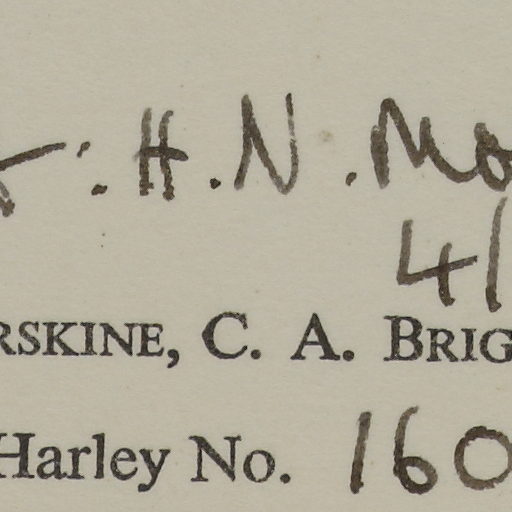 : H. N. Mo
41
RSKINE, C. A. BRIG
Harley No. 160